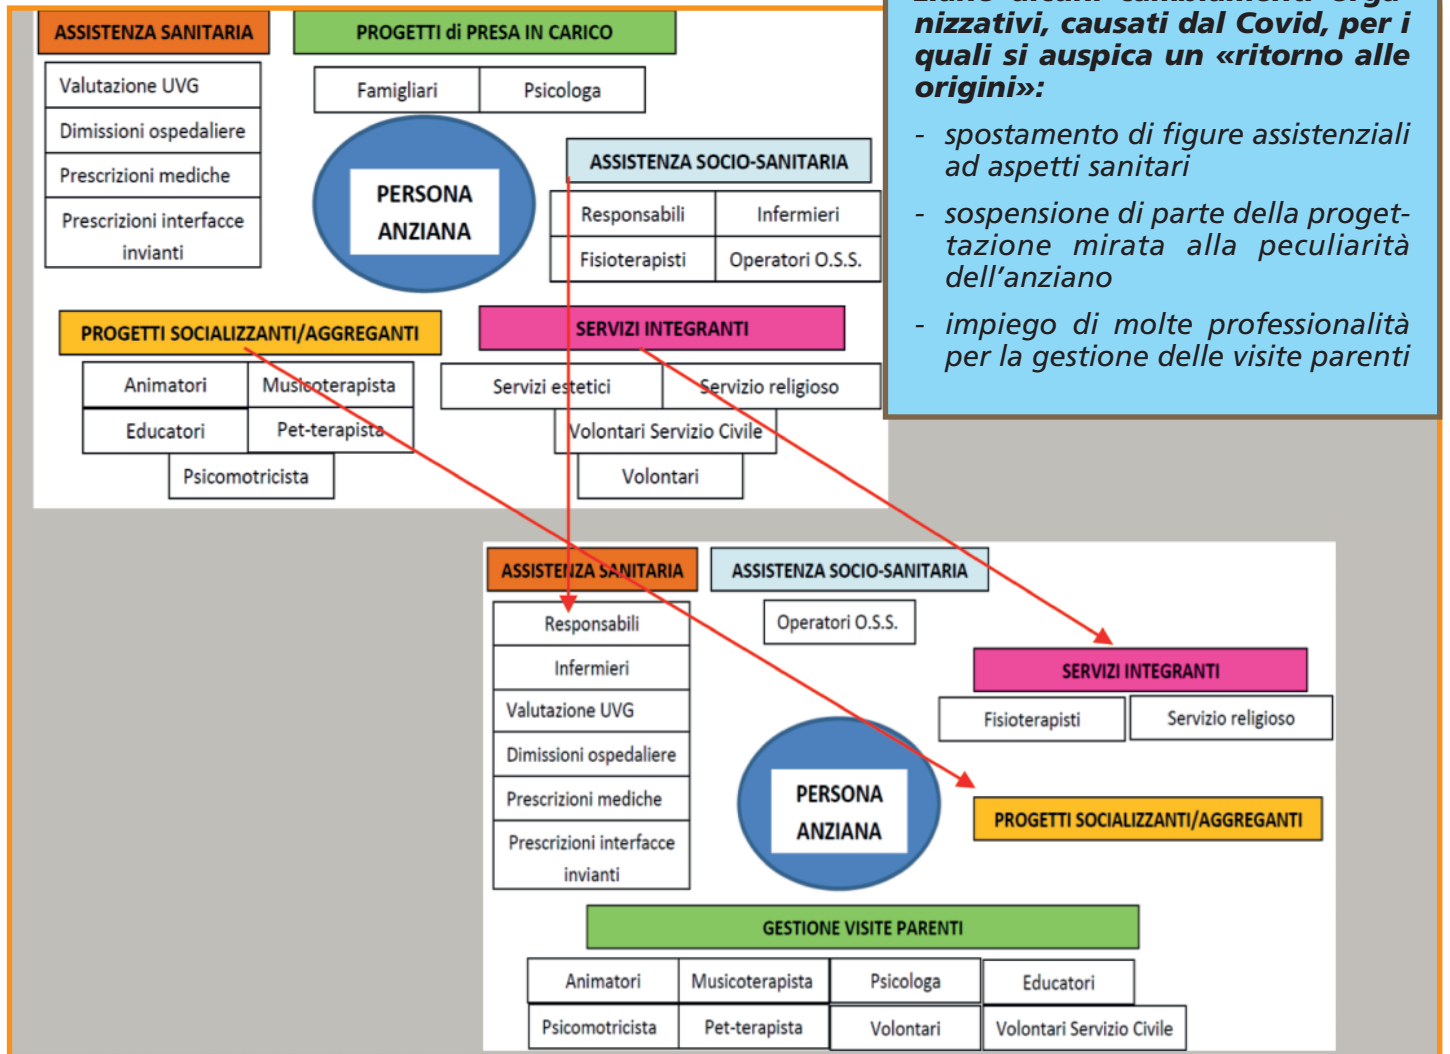 nizzativi, causati dal Covid, per i
quali si auspica un «ritorno alle
origini»:
- spostamento di figure assistenziali
ad aspetti sanitari
- sospensione di parte della proget-
tazione mirata alla peculiarità
dell'anziano
- impiego di molte professionalità
per la gestione delle visite parenti
ASSISTENZA SANITARIA
Valutazione UVG
Dimissioni ospedaliere
Prescrizioni mediche
Prescrizioni interfacce
invianti
PROGETTI di PRESA IN CARICO
Famigliari
Psicologa
PERSONA
ANZIANA
ASSISTENZA SOCIO-SANITARIA
Responsabili
Infermieri
Fisioterapisti
Operatori O.S.S.
PROGETTI SOCIALIZZANTI/AGGREGANTI
Animatori
Musicoterapista
Educatori
Pet-terapista
Psicomotricista
SERVIZI INTEGRANTI
Servizi estetici
Servizio religioso
Volontari Servizio Civile
Volontari
ASSISTENZA SANITARIA
Responsabili
Infermieri
Valutazione UVG
Dimissioni ospedaliere
Prescrizioni mediche
Prescrizioni interfacce
invianti
ASSISTENZA SOCIO-SANITARIA
Operatori O.S.S.
SERVIZI INTEGRANTI
Fisioterapisti
Servizio religioso
PERSONA
ANZIANA
PROGETTI SOCIALIZZANTI/AGGREGANTI
GESTIONE VISITE PARENTI
Animatori
Musicoterapista
Psicologa
Educatori
Psicomotricista
Pet-terapista
Volontari
Volontari Servizio Civile